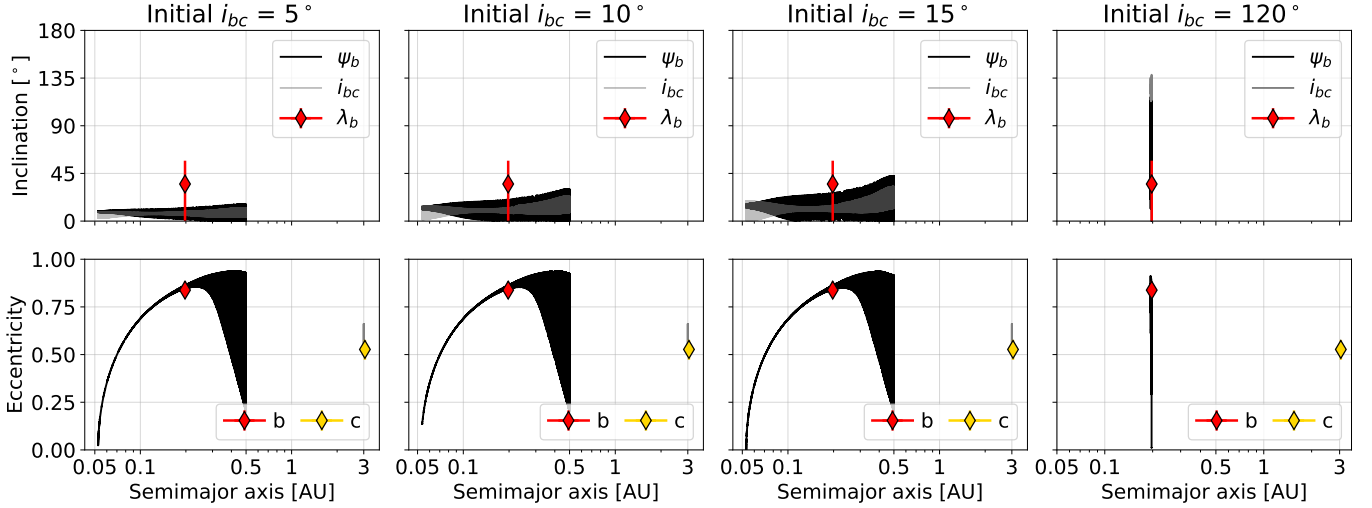 Initial i_bc = 5° Initial i_bc = 10° Initial i_bc = 15° Initial i_bc = 120°
Inclination [°]
180
135
90
45
0
ψ_b ψ_b ψ_b ψ_b
i_bc i_bc i_bc i_bc
λ_b λ_b λ_b λ_b
Eccentricity
1.00
0.75
0.50
0.25
0.00
b c b c b c b c
0.05 0.1 0.5 1 3 0.05 0.1 0.5 1 3 0.05 0.1 0.5 1 3 0.05 0.1 0.5 1 3
Semimajor axis [AU] Semimajor axis [AU] Semimajor axis [AU] Semimajor axis [AU]